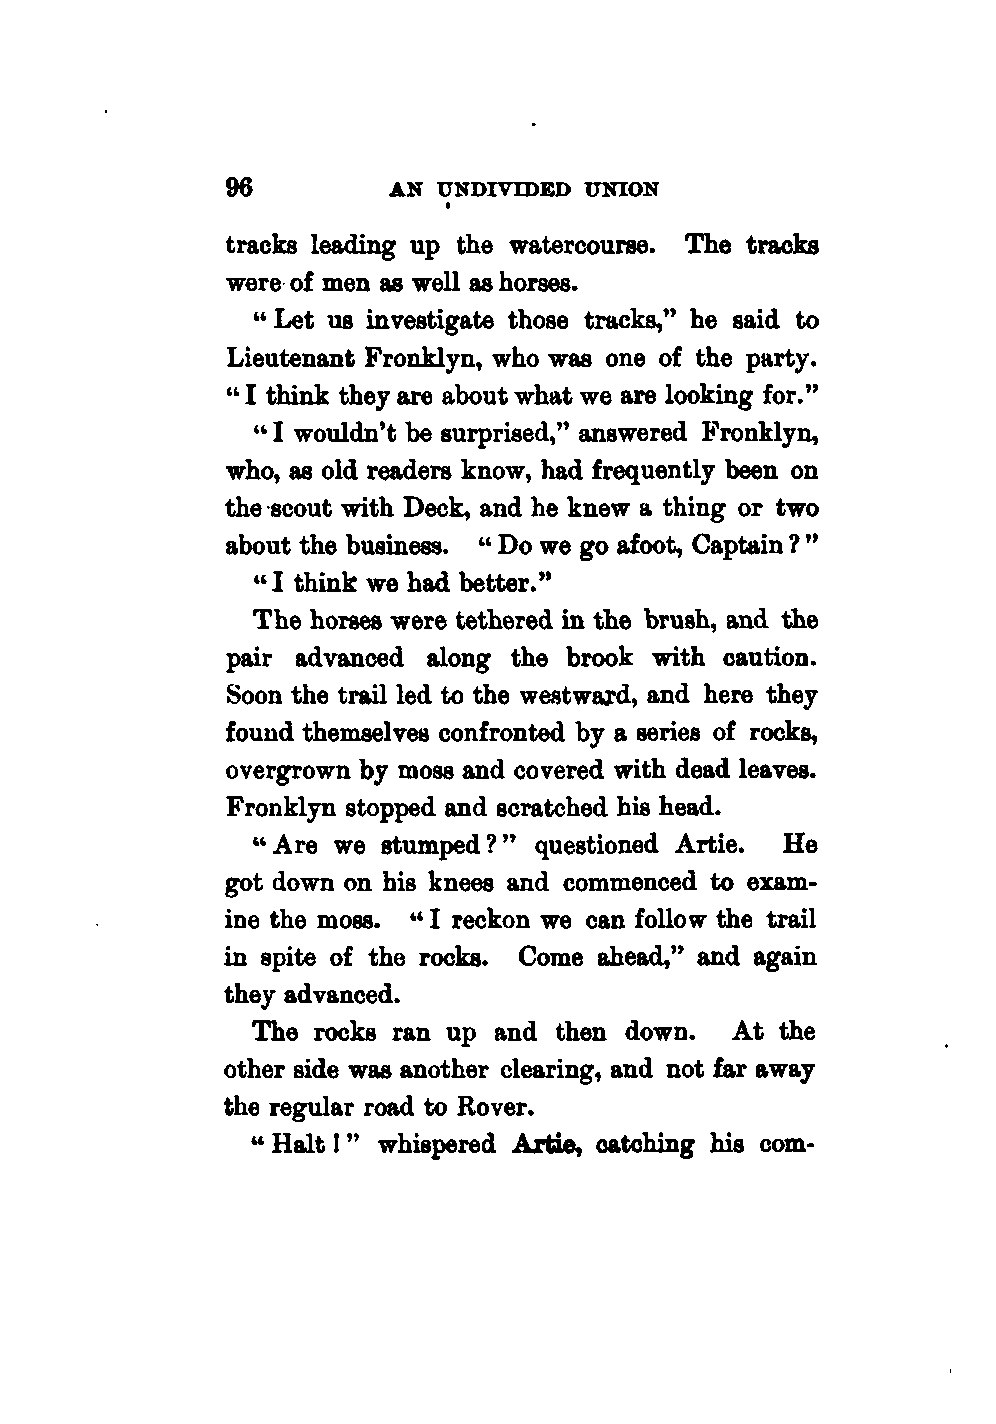 96 AN UNDIVIDED UNION
tracks leading up the watercourse. The tracks
were of men as well as horses.
“Let us investigate those tracks,” he said to
Lieutenant Fronklyn, who was one of the party.
“I think they are about what we are looking for.”
“I wouldn’t be surprised,” answered Fronklyn,
who, as old readers know, had frequently been on
the scout with Deck, and he knew a thing or two
about the business. “Do we go afoot, Captain?”
“I think we had better.”
The horses were tethered in the brush, and the
pair advanced along the brook with caution.
Soon the trail led to the westward, and here they
found themselves confronted by a series of rocks,
overgrown by moss and covered with dead leaves.
Fronklyn stopped and scratched his head.
“Are we stumped?” questioned Artie. He
got down on his knees and commenced to exam-
ine the moss. “I reckon we can follow the trail
in spite of the rocks. Come ahead,” and again
they advanced.
The rocks ran up and then down. At the
other side was another clearing, and not far away
the regular road to Rover.
“Halt!” whispered Artie, catching his com-